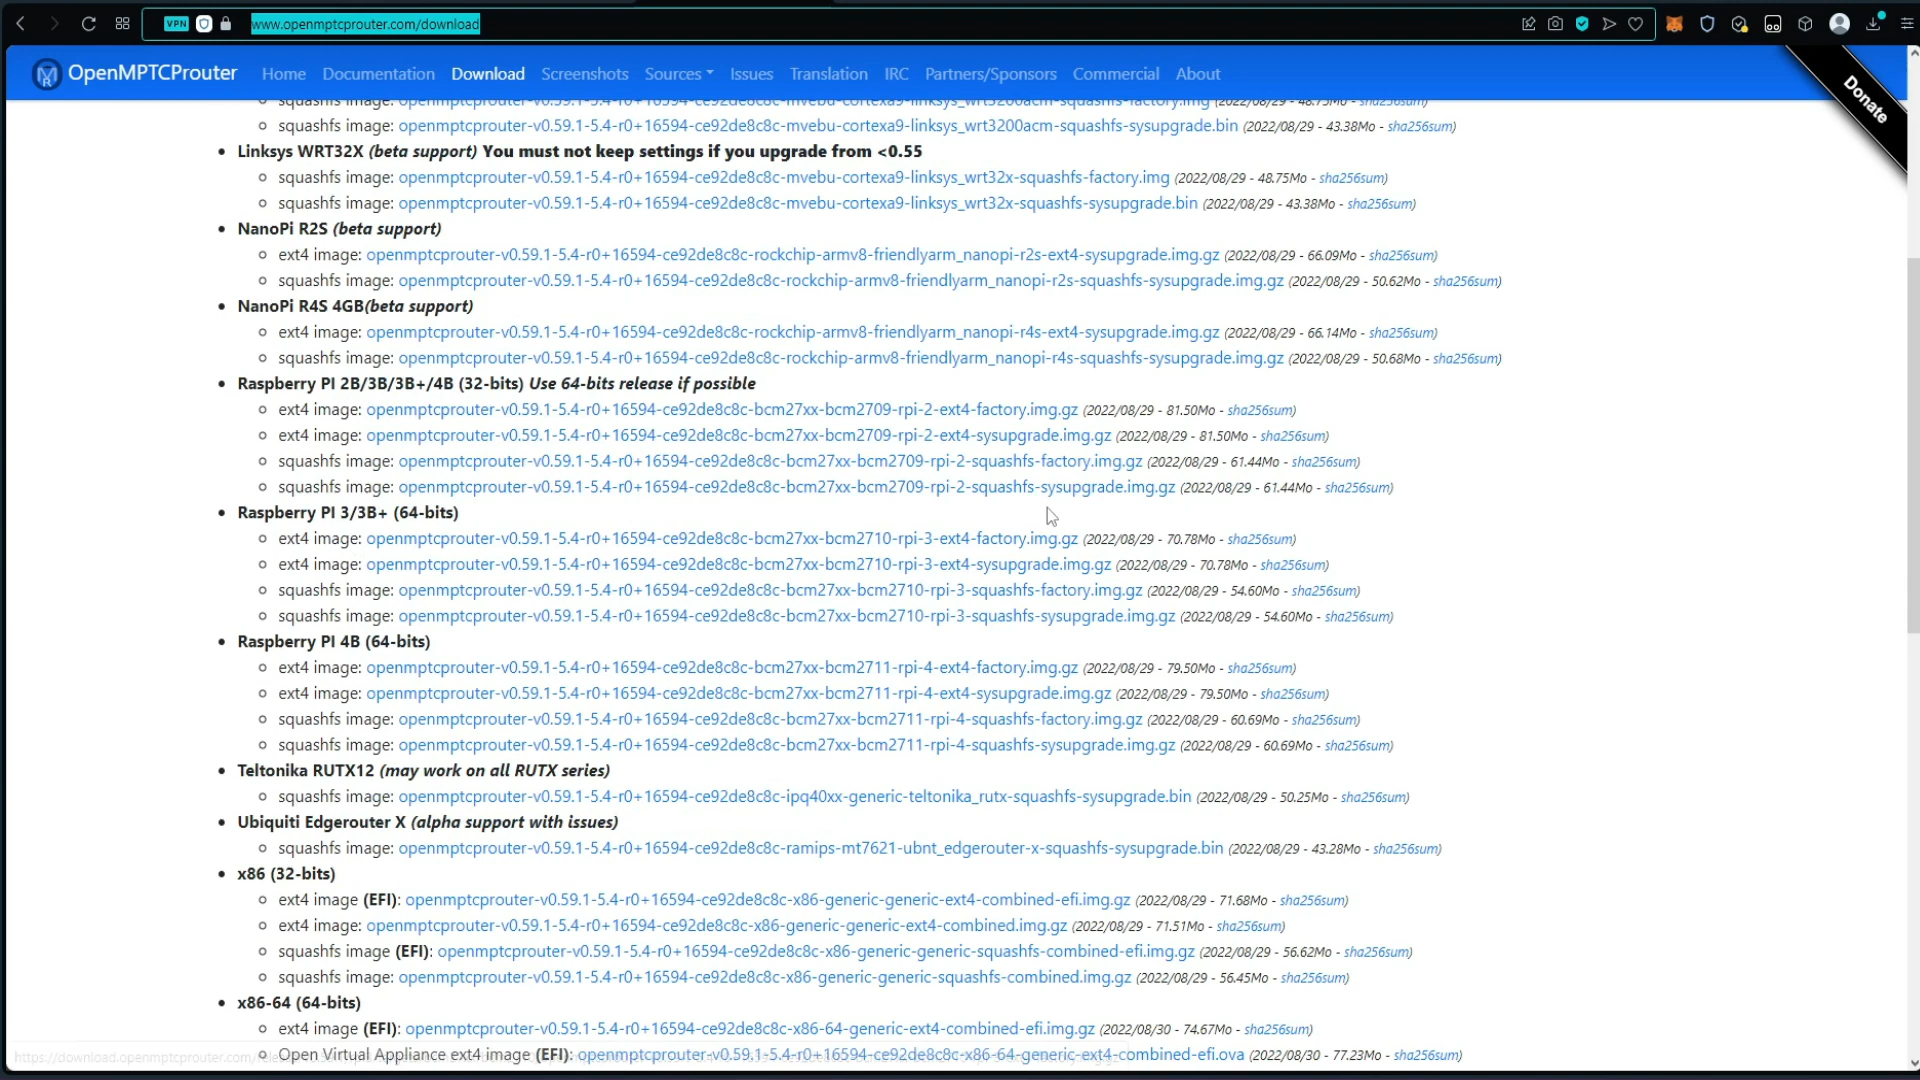 VPN www.openmptcprouter.com/download
OpenMPTCProuter Home Documentation Download Screenshots Sources Issues Translation IRC Partners/Sponsors Commercial About
Donate
squashfs image: openmptcprouter-v0.59.1-5.4-r0+16594-ce92de8c8c-mvebu-cortexa9-linksys_wrt3200acm-squashfs-factory.img (2022/08/29 - 48.75Mo - sha256sum)
squashfs image: openmptcprouter-v0.59.1-5.4-r0+16594-ce92de8c8c-mvebu-cortexa9-linksys_wrt3200acm-squashfs-sysupgrade.bin (2022/08/29 - 43.38Mo - sha256sum)
Linksys WRT32X (beta support) You must not keep settings if you upgrade from <0.55
squashfs image: openmptcprouter-v0.59.1-5.4-r0+16594-ce92de8c8c-mvebu-cortexa9-linksys_wrt32x-squashfs-factory.img (2022/08/29 - 48.75Mo - sha256sum)
squashfs image: openmptcprouter-v0.59.1-5.4-r0+16594-ce92de8c8c-mvebu-cortexa9-linksys_wrt32x-squashfs-sysupgrade.bin (2022/08/29 - 43.38Mo - sha256sum)
NanoPi R2S (beta support)
ext4 image: openmptcprouter-v0.59.1-5.4-r0+16594-ce92de8c8c-rockchip-armv8-friendlyarm_nanopi-r2s-ext4-sysupgrade.img.gz (2022/08/29 - 66.09Mo - sha256sum)
squashfs image: openmptcprouter-v0.59.1-5.4-r0+16594-ce92de8c8c-rockchip-armv8-friendlyarm_nanopi-r2s-squashfs-sysupgrade.img.gz (2022/08/29 - 50.62Mo - sha256sum)
NanoPi R4S 4GB(beta support)
ext4 image: openmptcprouter-v0.59.1-5.4-r0+16594-ce92de8c8c-rockchip-armv8-friendlyarm_nanopi-r4s-ext4-sysupgrade.img.gz (2022/08/29 - 66.14Mo - sha256sum)
squashfs image: openmptcprouter-v0.59.1-5.4-r0+16594-ce92de8c8c-rockchip-armv8-friendlyarm_nanopi-r4s-squashfs-sysupgrade.img.gz (2022/08/29 - 50.68Mo - sha256sum)
Raspberry PI 2B/3B/3B+/4B (32-bits) Use 64-bits release if possible
ext4 image: openmptcprouter-v0.59.1-5.4-r0+16594-ce92de8c8c-bcm27xx-bcm2709-rpi-2-ext4-factory.img.gz (2022/08/29 - 81.50Mo - sha256sum)
ext4 image: openmptcprouter-v0.59.1-5.4-r0+16594-ce92de8c8c-bcm27xx-bcm2709-rpi-2-ext4-sysupgrade.img.gz (2022/08/29 - 81.50Mo - sha256sum)
squashfs image: openmptcprouter-v0.59.1-5.4-r0+16594-ce92de8c8c-bcm27xx-bcm2709-rpi-2-squashfs-factory.img.gz (2022/08/29 - 61.44Mo - sha256sum)
squashfs image: openmptcprouter-v0.59.1-5.4-r0+16594-ce92de8c8c-bcm27xx-bcm2709-rpi-2-squashfs-sysupgrade.img.gz (2022/08/29 - 61.44Mo - sha256sum)
Raspberry PI 3/3B+ (64-bits)
ext4 image: openmptcprouter-v0.59.1-5.4-r0+16594-ce92de8c8c-bcm27xx-bcm2710-rpi-3-ext4-factory.img.gz (2022/08/29 - 70.78Mo - sha256sum)
ext4 image: openmptcprouter-v0.59.1-5.4-r0+16594-ce92de8c8c-bcm27xx-bcm2710-rpi-3-ext4-sysupgrade.img.gz (2022/08/29 - 70.78Mo - sha256sum)
squashfs image: openmptcprouter-v0.59.1-5.4-r0+16594-ce92de8c8c-bcm27xx-bcm2710-rpi-3-squashfs-factory.img.gz (2022/08/29 - 54.60Mo - sha256sum)
squashfs image: openmptcprouter-v0.59.1-5.4-r0+16594-ce92de8c8c-bcm27xx-bcm2710-rpi-3-squashfs-sysupgrade.img.gz (2022/08/29 - 54.60Mo - sha256sum)
Raspberry PI 4B (64-bits)
ext4 image: openmptcprouter-v0.59.1-5.4-r0+16594-ce92de8c8c-bcm27xx-bcm2711-rpi-4-ext4-factory.img.gz (2022/08/29 - 79.50Mo - sha256sum)
ext4 image: openmptcprouter-v0.59.1-5.4-r0+16594-ce92de8c8c-bcm27xx-bcm2711-rpi-4-ext4-sysupgrade.img.gz (2022/08/29 - 79.50Mo - sha256sum)
squashfs image: openmptcprouter-v0.59.1-5.4-r0+16594-ce92de8c8c-bcm27xx-bcm2711-rpi-4-squashfs-factory.img.gz (2022/08/29 - 60.69Mo - sha256sum)
squashfs image: openmptcprouter-v0.59.1-5.4-r0+16594-ce92de8c8c-bcm27xx-bcm2711-rpi-4-squashfs-sysupgrade.img.gz (2022/08/29 - 60.69Mo - sha256sum)
Teltonika RUTX12 (may work on all RUTX series)
squashfs image: openmptcprouter-v0.59.1-5.4-r0+16594-ce92de8c8c-ipq40xx-generic-teltonika_rutx-squashfs-sysupgrade.bin (2022/08/29 - 50.25Mo - sha256sum)
Ubiquiti Edgerouter X (alpha support with issues)
squashfs image: openmptcprouter-v0.59.1-5.4-r0+16594-ce92de8c8c-ramips-mt7621-ubnt_edgerouter-x-squashfs-sysupgrade.bin (2022/08/29 - 43.28Mo - sha256sum)
x86 (32-bits)
ext4 image (EFI): openmptcprouter-v0.59.1-5.4-r0+16594-ce92de8c8c-x86-generic-generic-ext4-combined-efi.img.gz (2022/08/29 - 71.68Mo - sha256sum)
ext4 image: openmptcprouter-v0.59.1-5.4-r0+16594-ce92de8c8c-x86-generic-generic-ext4-combined.img.gz (2022/08/29 - 71.51Mo - sha256sum)
squashfs image (EFI): openmptcprouter-v0.59.1-5.4-r0+16594-ce92de8c8c-x86-generic-generic-squashfs-combined-efi.img.gz (2022/08/29 - 56.62Mo - sha256sum)
squashfs image: openmptcprouter-v0.59.1-5.4-r0+16594-ce92de8c8c-x86-generic-generic-squashfs-combined.img.gz (2022/08/29 - 56.45Mo - sha256sum)
x86-64 (64-bits)
ext4 image (EFI): openmptcprouter-v0.59.1-5.4-r0+16594-ce92de8c8c-x86-64-generic-ext4-combined-efi.img.gz (2022/08/30 - 74.67Mo - sha256sum)
Open Virtual Appliance ext4 image (EFI): openmptcprouter-v0.59.1-5.4-r0+16594-ce92de8c8c-x86-64-generic-ext4-combined-efi.ova (2022/08/30 - 77.23Mo - sha256sum)